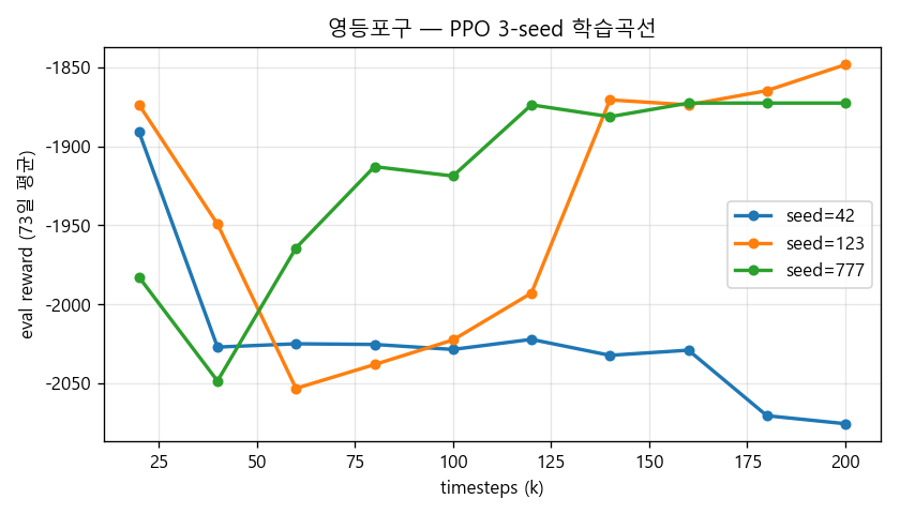 영등포구 — PPO 3-seed 학습곡선
eval reward (73일 평균)
-1850
-1900
-1950
-2000
-2050
seed=42
seed=123
seed=777
25 50 75 100 125 150 175 200
timesteps (k)